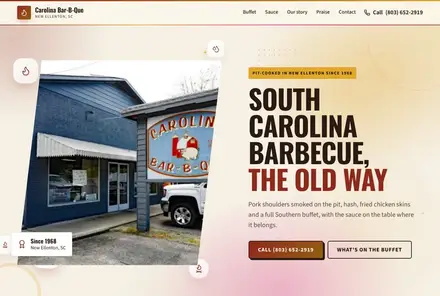 Carolina Bar-B-Que
NEW ELLENTON, SC
Buffet
Sauce
Our story
Praise
Contact
Call (803) 652-2919
CAROLIN
BAR-B-Q
Since 1968
New Ellenton, SC
PIT-COOKED IN NEW ELLENTON SINCE 1968
SOUTH
CAROLINA
BARBECUE,
THE OLD WAY
Pork shoulders smoked on the pit, hash, fried chicken skins
and a full Southern buffet, with the sauce on the table where
it belongs.
CALL (803) 652-2919
WHAT'S ON THE BUFFET